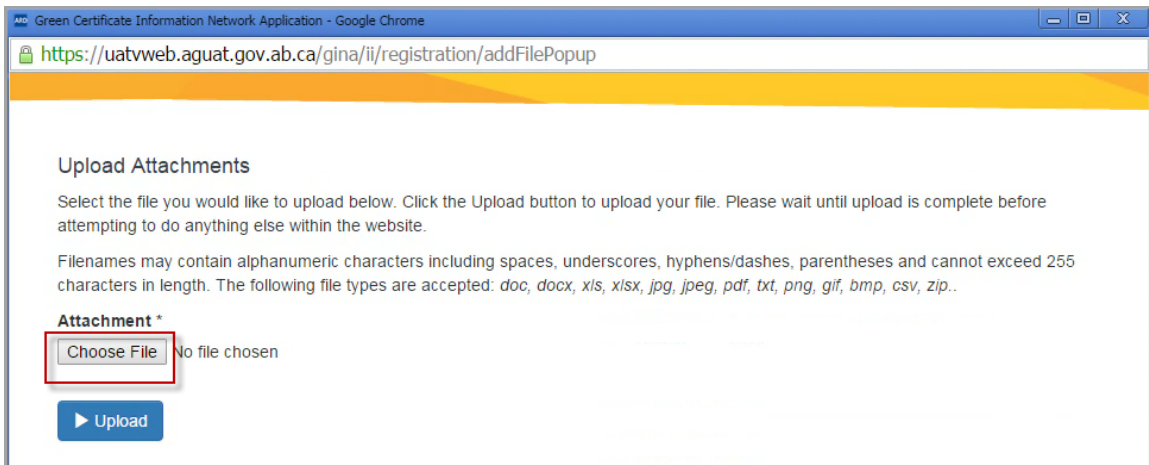 ARD Green Certificate Information Network Application - Google Chrome
https://uatvweb.aguat.gov.ab.ca/gina/ii/registration/addFilePopup
Upload Attachments
Select the file you would like to upload below. Click the Upload button to upload your file. Please wait until upload is complete before
attempting to do anything else within the website.
Filenames may contain alphanumeric characters including spaces, underscores, hyphens/dashes, parentheses and cannot exceed 255
characters in length. The following file types are accepted: doc, docx, xls, xlsx, jpg, jpeg, pdf, txt, png, gif, bmp, csv, zip..
Attachment *
Choose File No file chosen
Upload